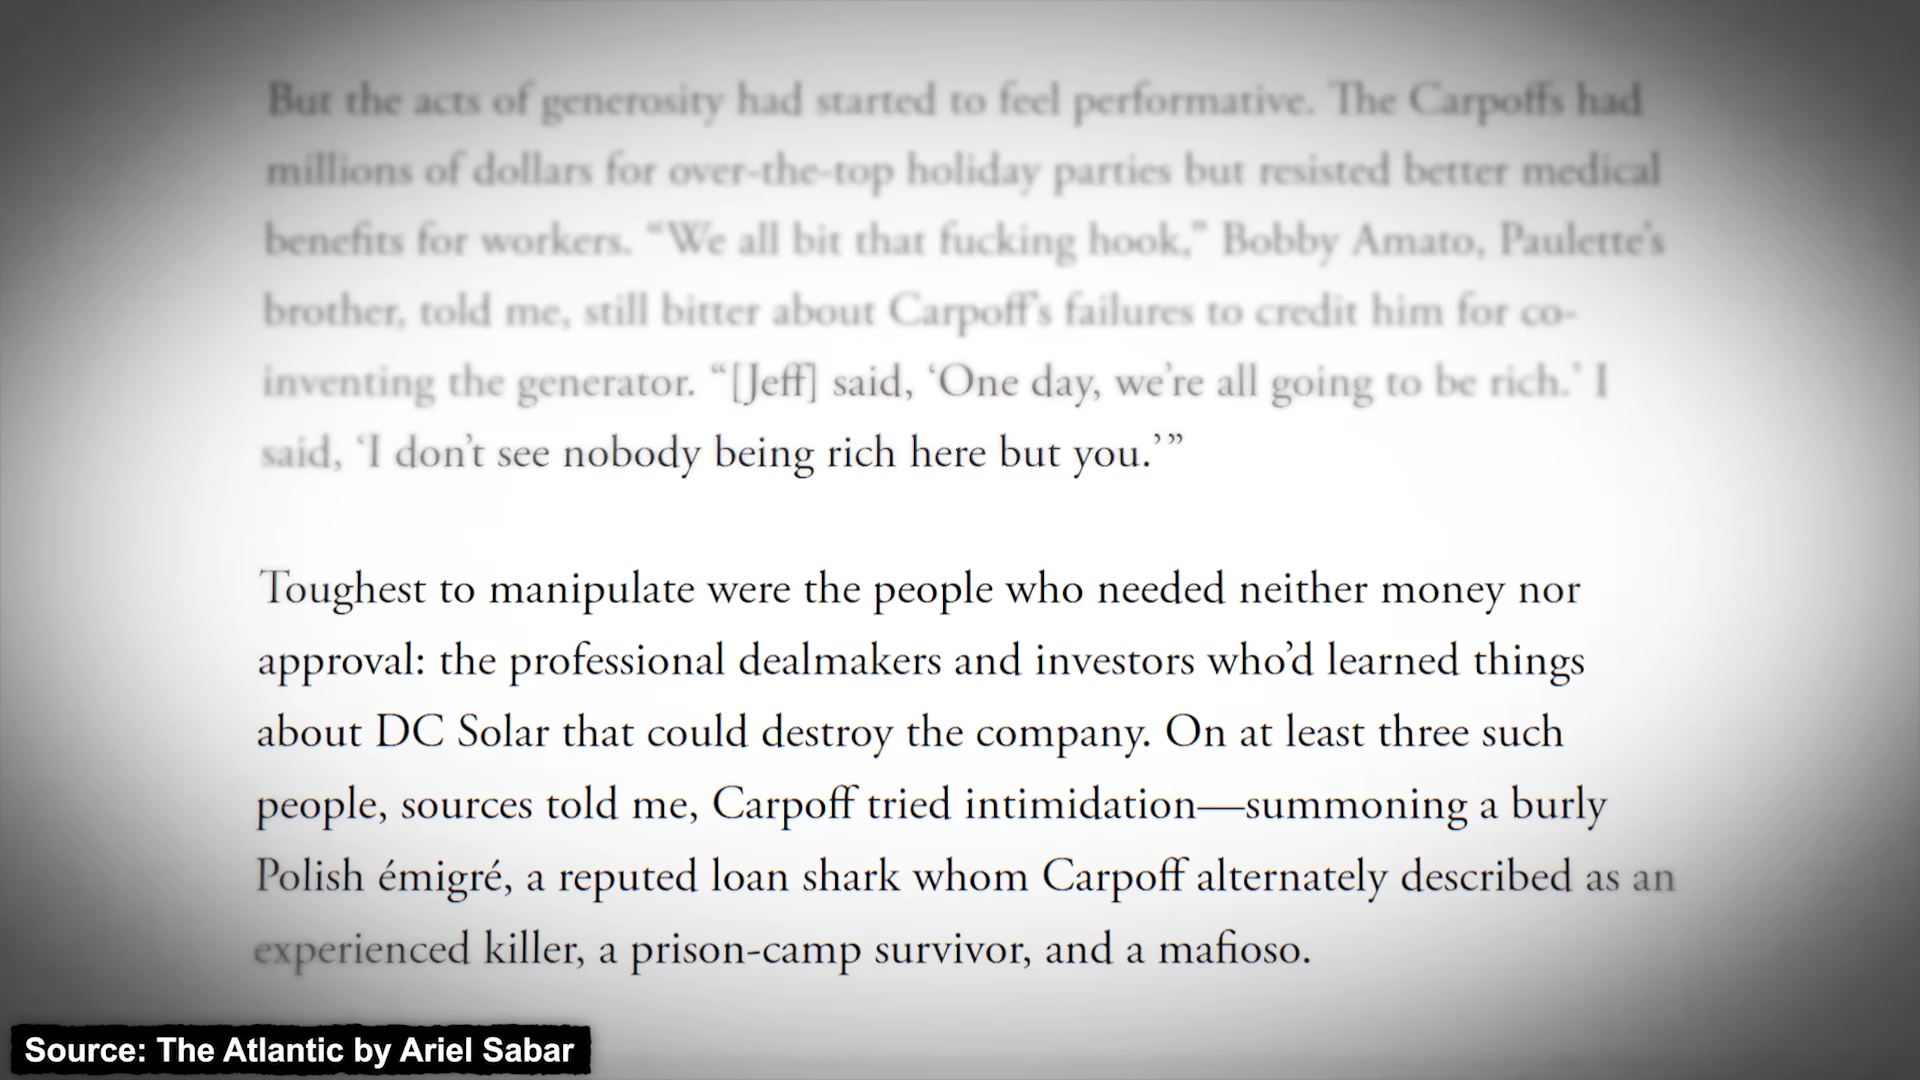 But the acts of generosity had started to feel performative. The Carpoffs had
millions of dollars for over-the-top holiday parties but resisted better medical
benefits for workers. “We all bit that fucking hook,” Bobby Amato, Paulette’s
brother, told me, still bitter about Carpoff’s failures to credit him for co-
inventing the generator. “[Jeff] said, ‘One day, we’re all going to be rich.’ I
said, ‘I don’t see nobody being rich here but you.’”
Toughest to manipulate were the people who needed neither money nor
approval: the professional dealmakers and investors who’d learned things
about DC Solar that could destroy the company. On at least three such
people, sources told me, Carpoff tried intimidation—summoning a burly
Polish émigré, a reputed loan shark whom Carpoff alternately described as an
experienced killer, a prison-camp survivor, and a mafioso.
Source: The Atlantic by Ariel Sabar